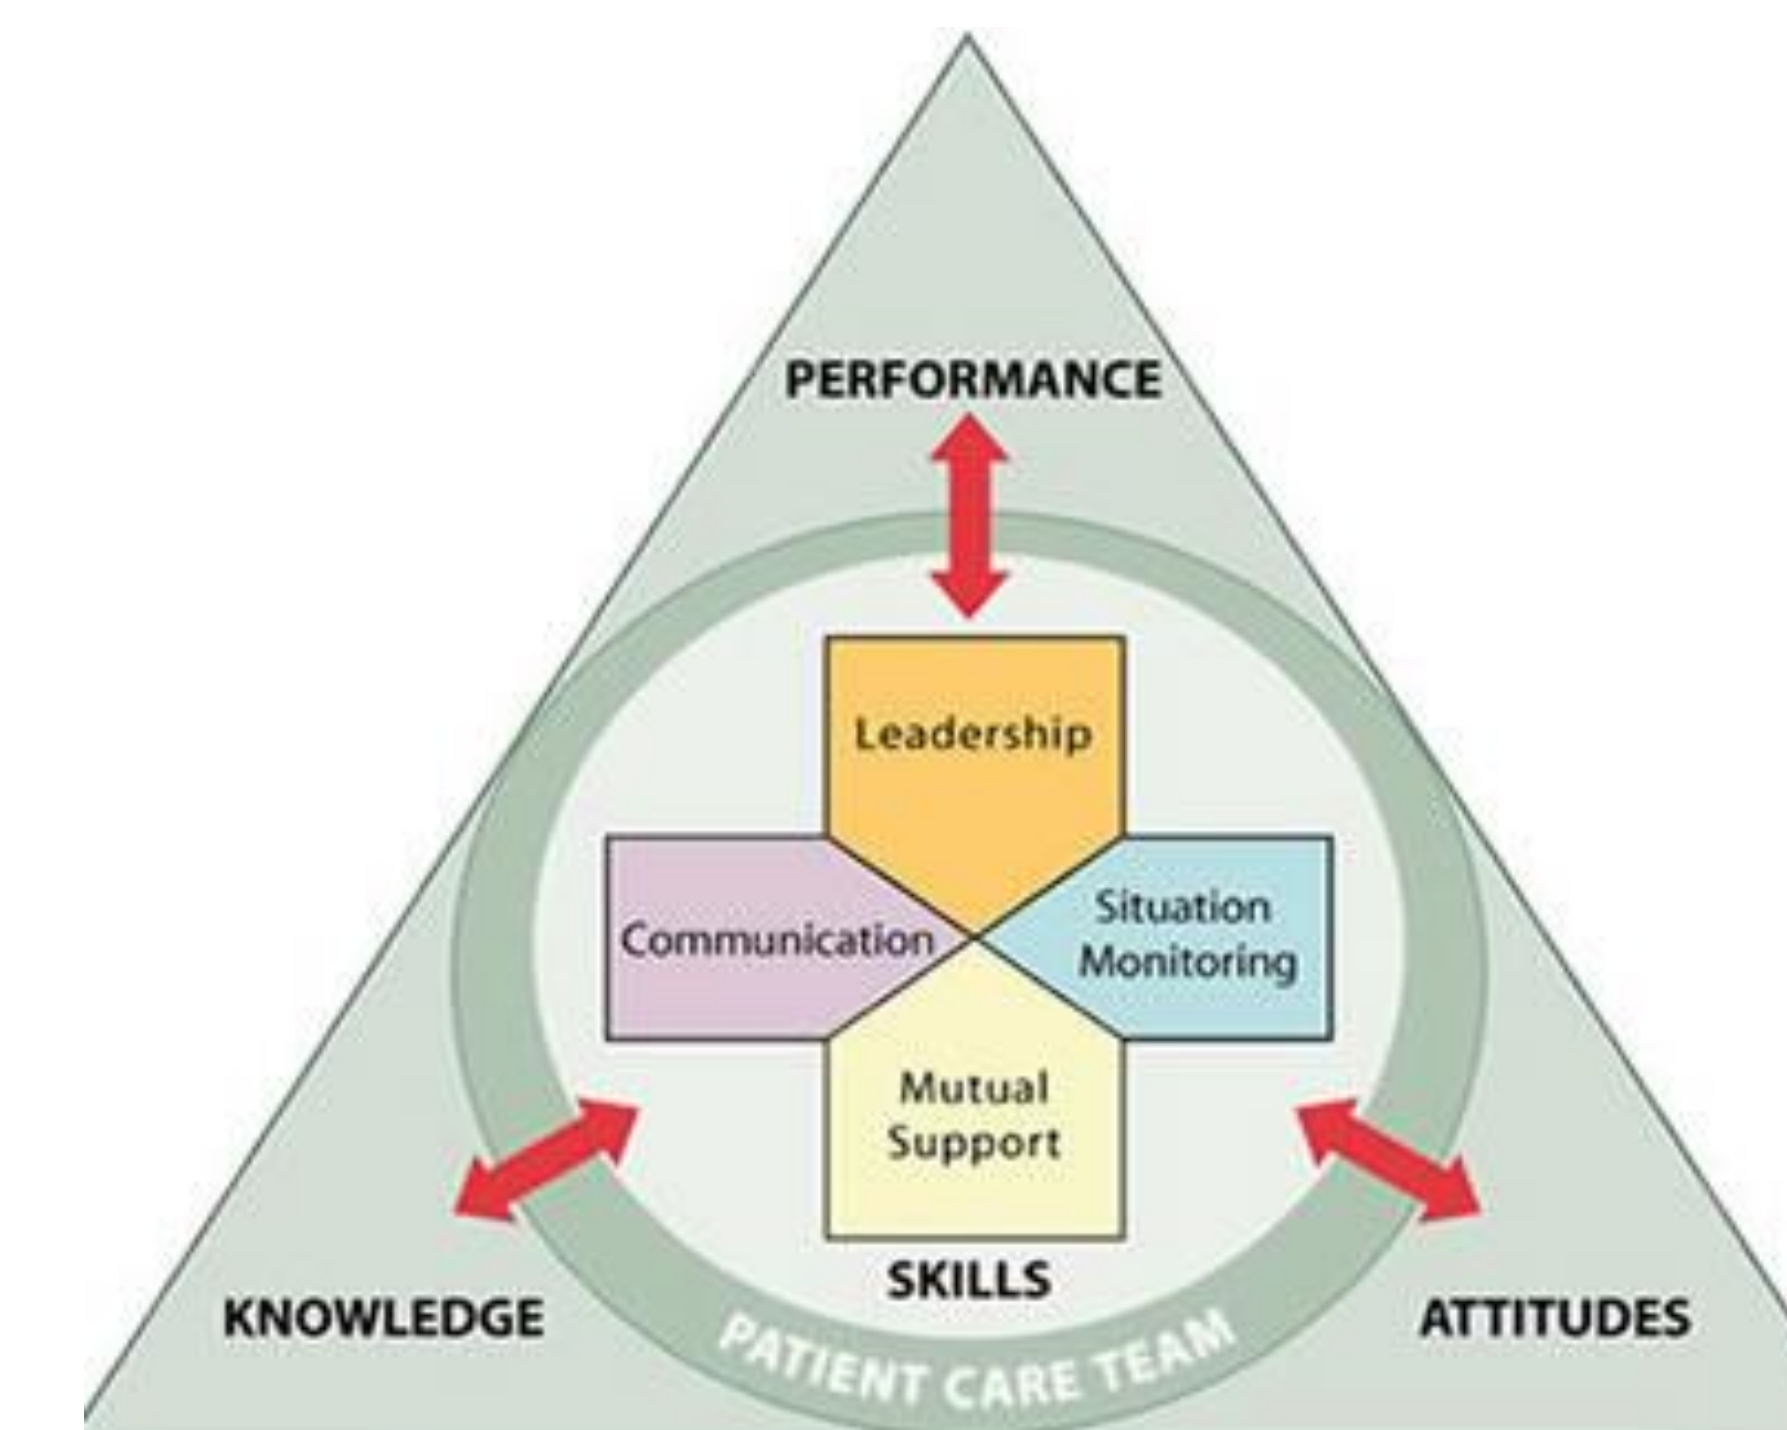 PERFORMANCE
Leadership
Communication
Situation
Monitoring
Mutual
Support
SKILLS
KNOWLEDGE
ATTITUDES
PATIENT CARE TEAM